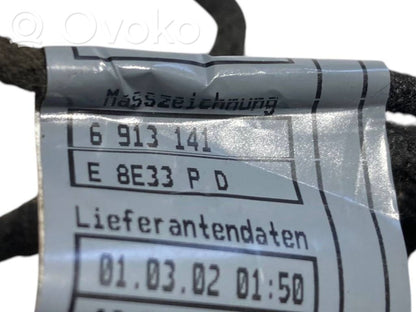 © Ovoko
Masszeichnung
6 913 141
E 8E33 P D
Lieferantendaten
01.03.02 01:50